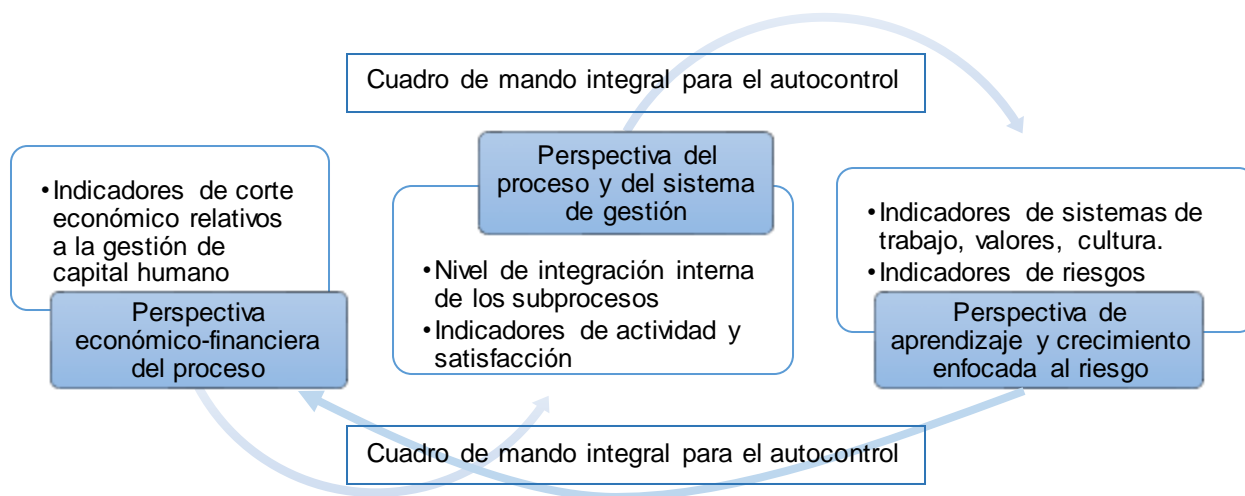 Cuadro de mando integral para el autocontrol
•Indicadores de corte
económico relativos
a la gestión de
capital humano
Perspectiva
económico-financiera
del proceso
Perspectiva del
proceso y del sistema
de gestión
•Nivel de integración interna
de los subprocesos
•Indicadores de actividad y
satisfacción
•Indicadores de sistemas de
trabajo, valores, cultura.
•Indicadores de riesgos
Perspectiva de
aprendizaje y crecimiento
enfocada al riesgo
Cuadro de mando integral para el autocontrol